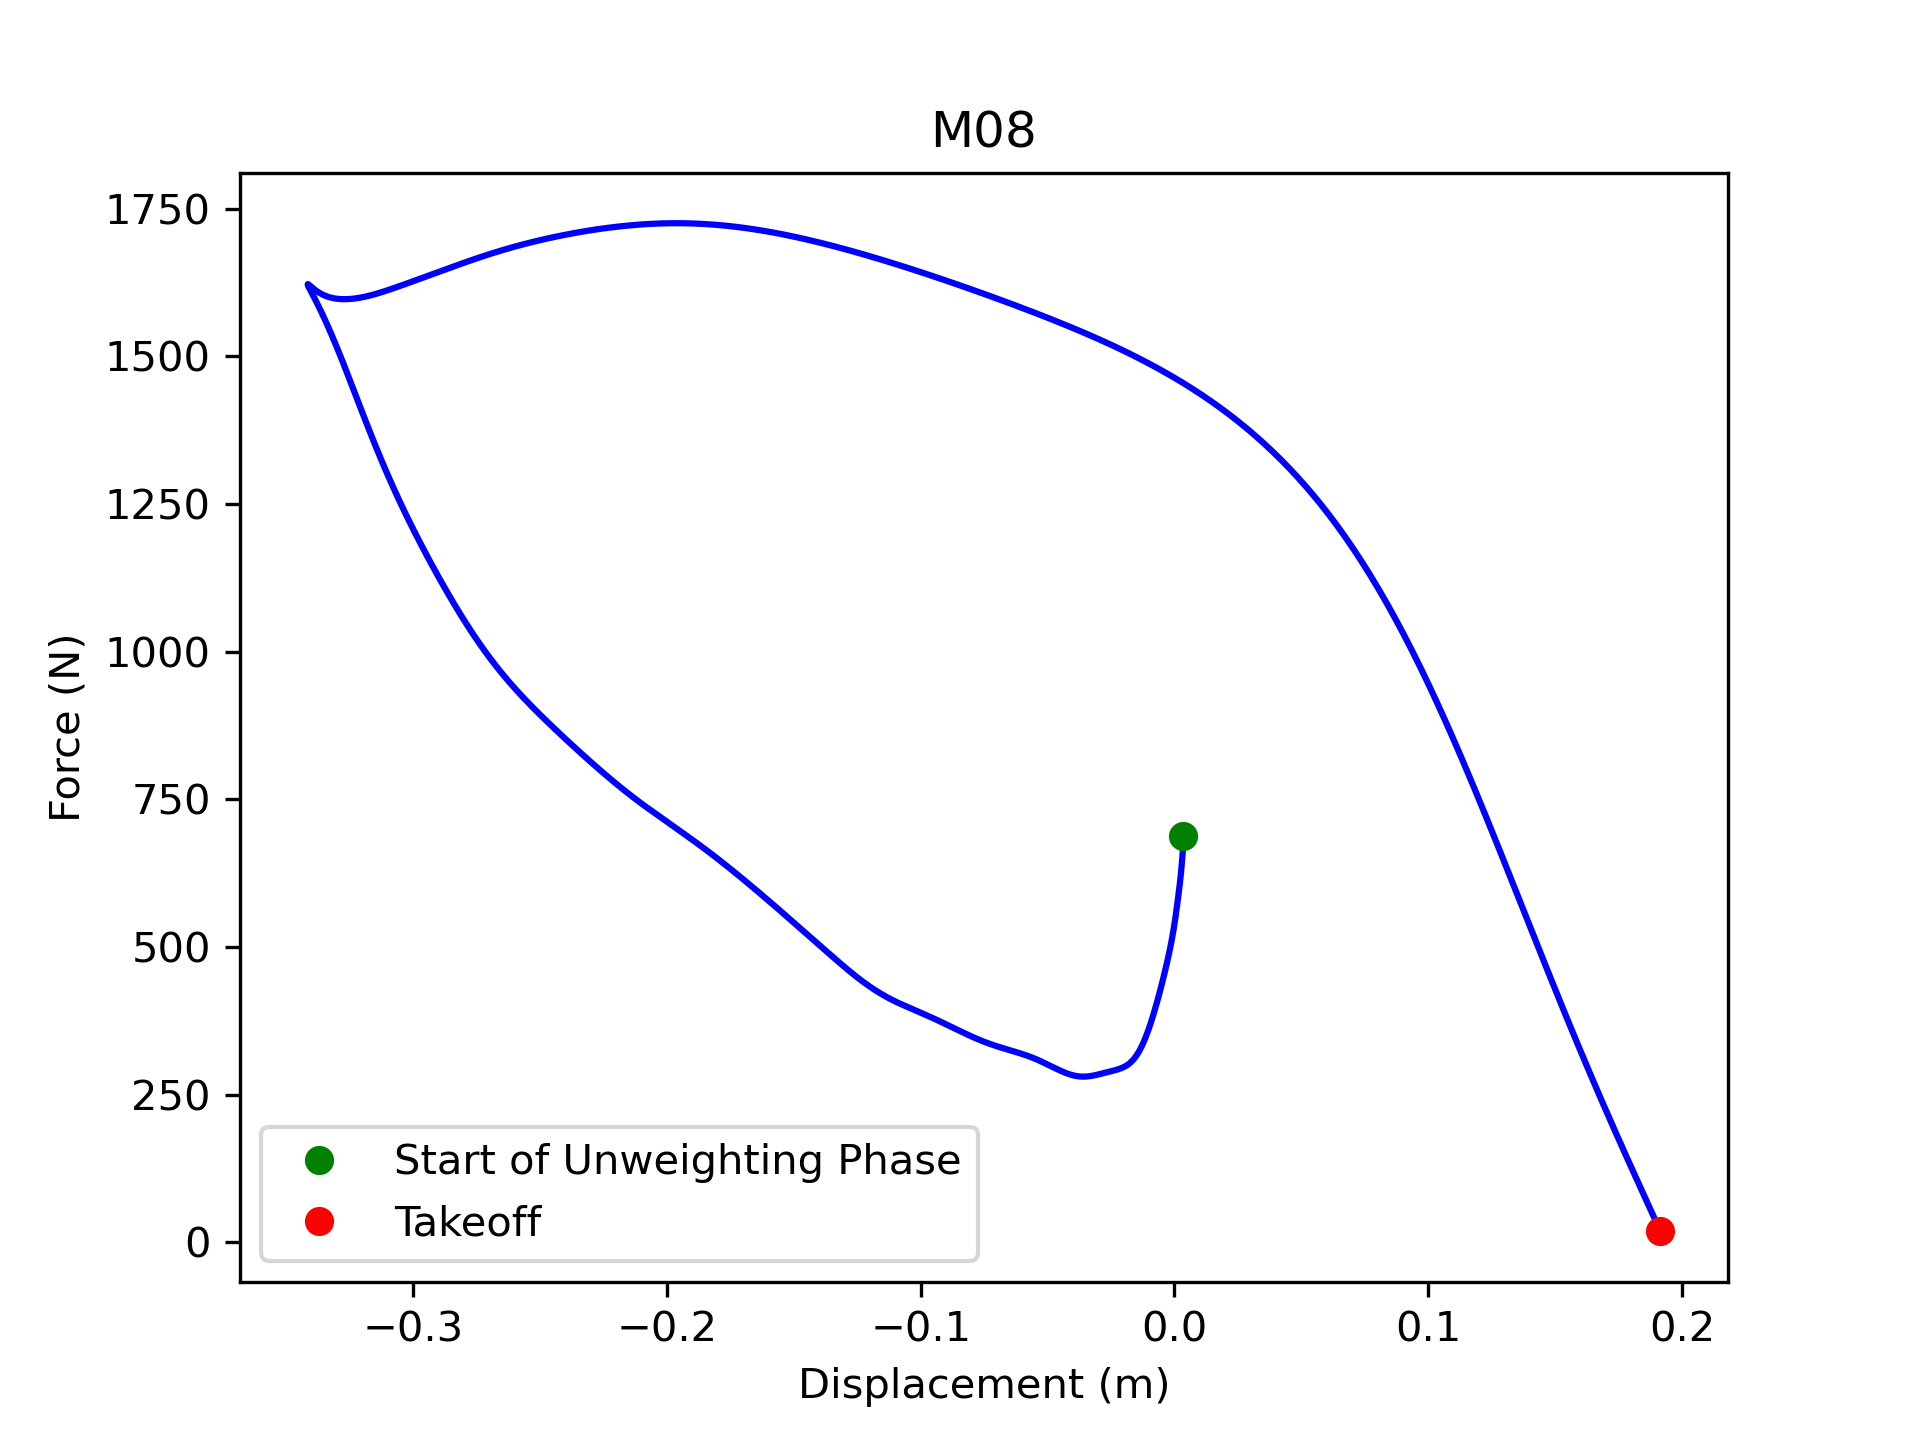 M08
1750
1500
1250
1000
750
500
250
0
Force (N)
Start of Unweighting Phase
Takeoff
−0.3 −0.2 −0.1 0.0 0.1 0.2
Displacement (m)